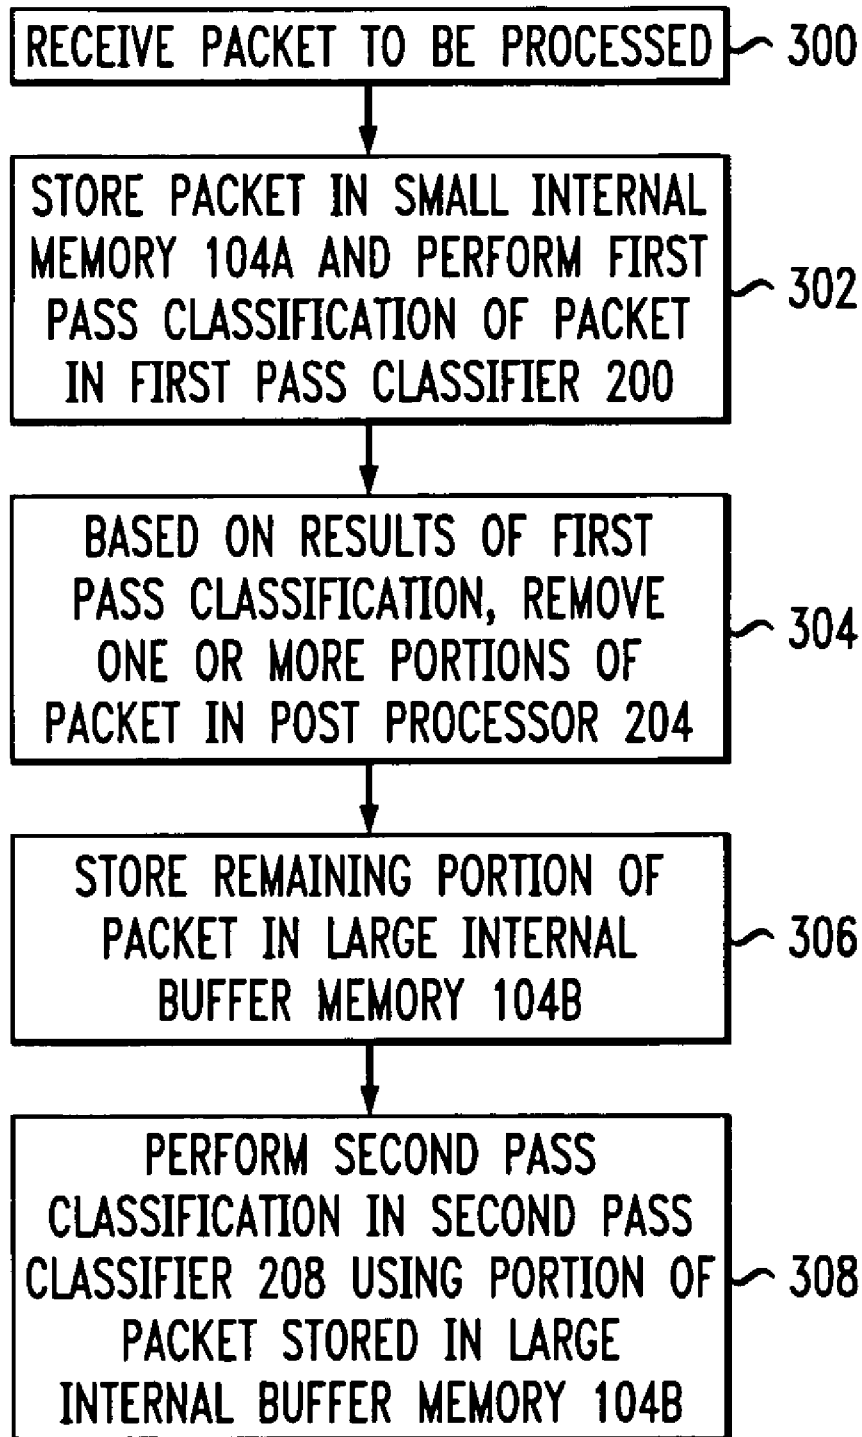 RECEIVE PACKET TO BE PROCESSED
300
STORE PACKET IN SMALL INTERNAL
MEMORY 104A AND PERFORM FIRST
PASS CLASSIFICATION OF PACKET
IN FIRST PASS CLASSIFIER 200
302
BASED ON RESULTS OF FIRST
PASS CLASSIFICATION, REMOVE
ONE OR MORE PORTIONS OF
PACKET IN POST PROCESSOR 204
304
STORE REMAINING PORTION OF
PACKET IN LARGE INTERNAL
BUFFER MEMORY 104B
306
PERFORM SECOND PASS
CLASSIFICATION IN SECOND PASS
CLASSIFIER 208 USING PORTION OF
PACKET STORED IN LARGE
INTERNAL BUFFER MEMORY 104B
308